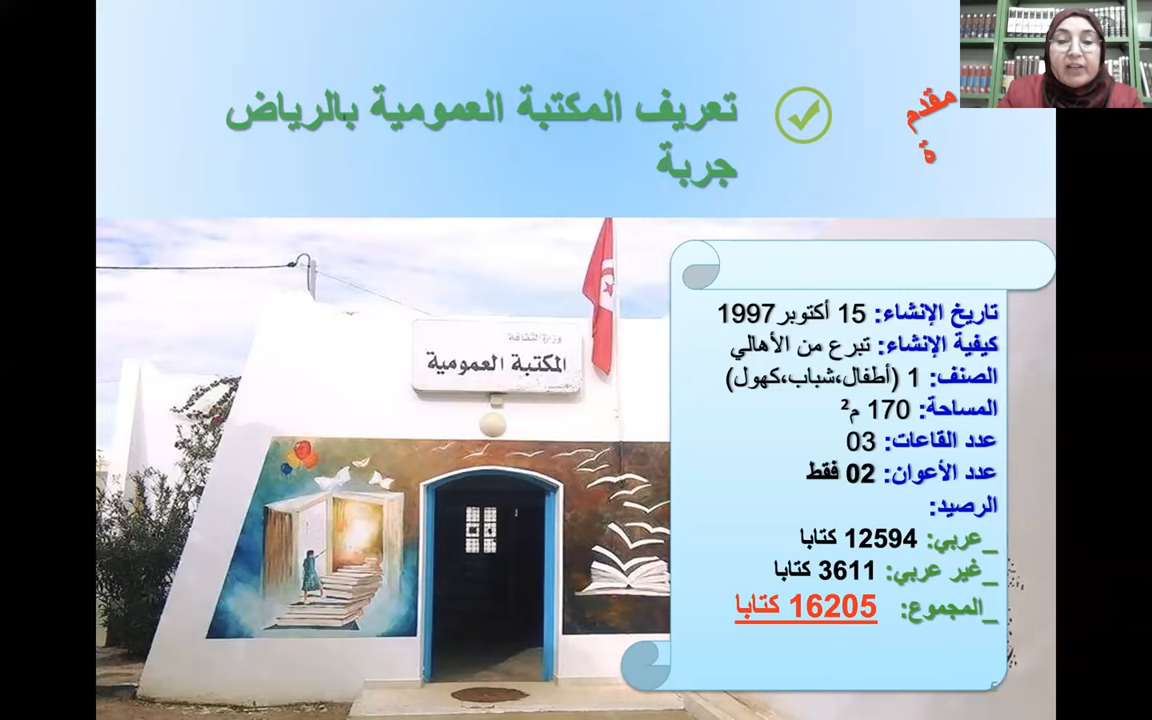 تعريف المكتبة العمومية بالرياض
جربة
مقدم
ة
وزارة الثقافة
المكتبة العمومية
تاريخ الإنشاء: 15 أكتوبر1997
كيفية الإنشاء: تبرع من الأهالي
الصنف: 1 (أطفال،شباب،كهول)
المساحة: 170 م²
عدد القاعات: 03
عدد الأعوان: 02 فقط
الرصيد:
_عربي: 12594 كتابا
_غير عربي: 3611 كتابا
_المجموع: 16205 كتابا